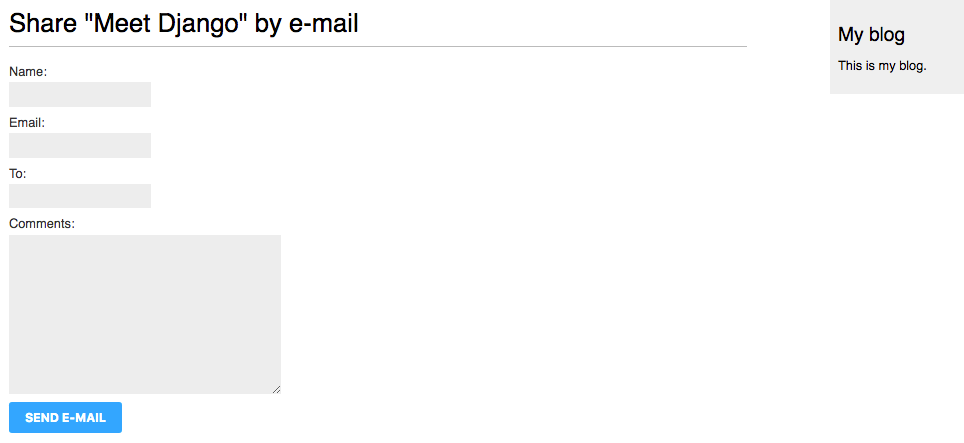 Share "Meet Django" by e-mail
Name:
Email:
To:
Comments:
SEND E-MAIL
My blog
This is my blog.